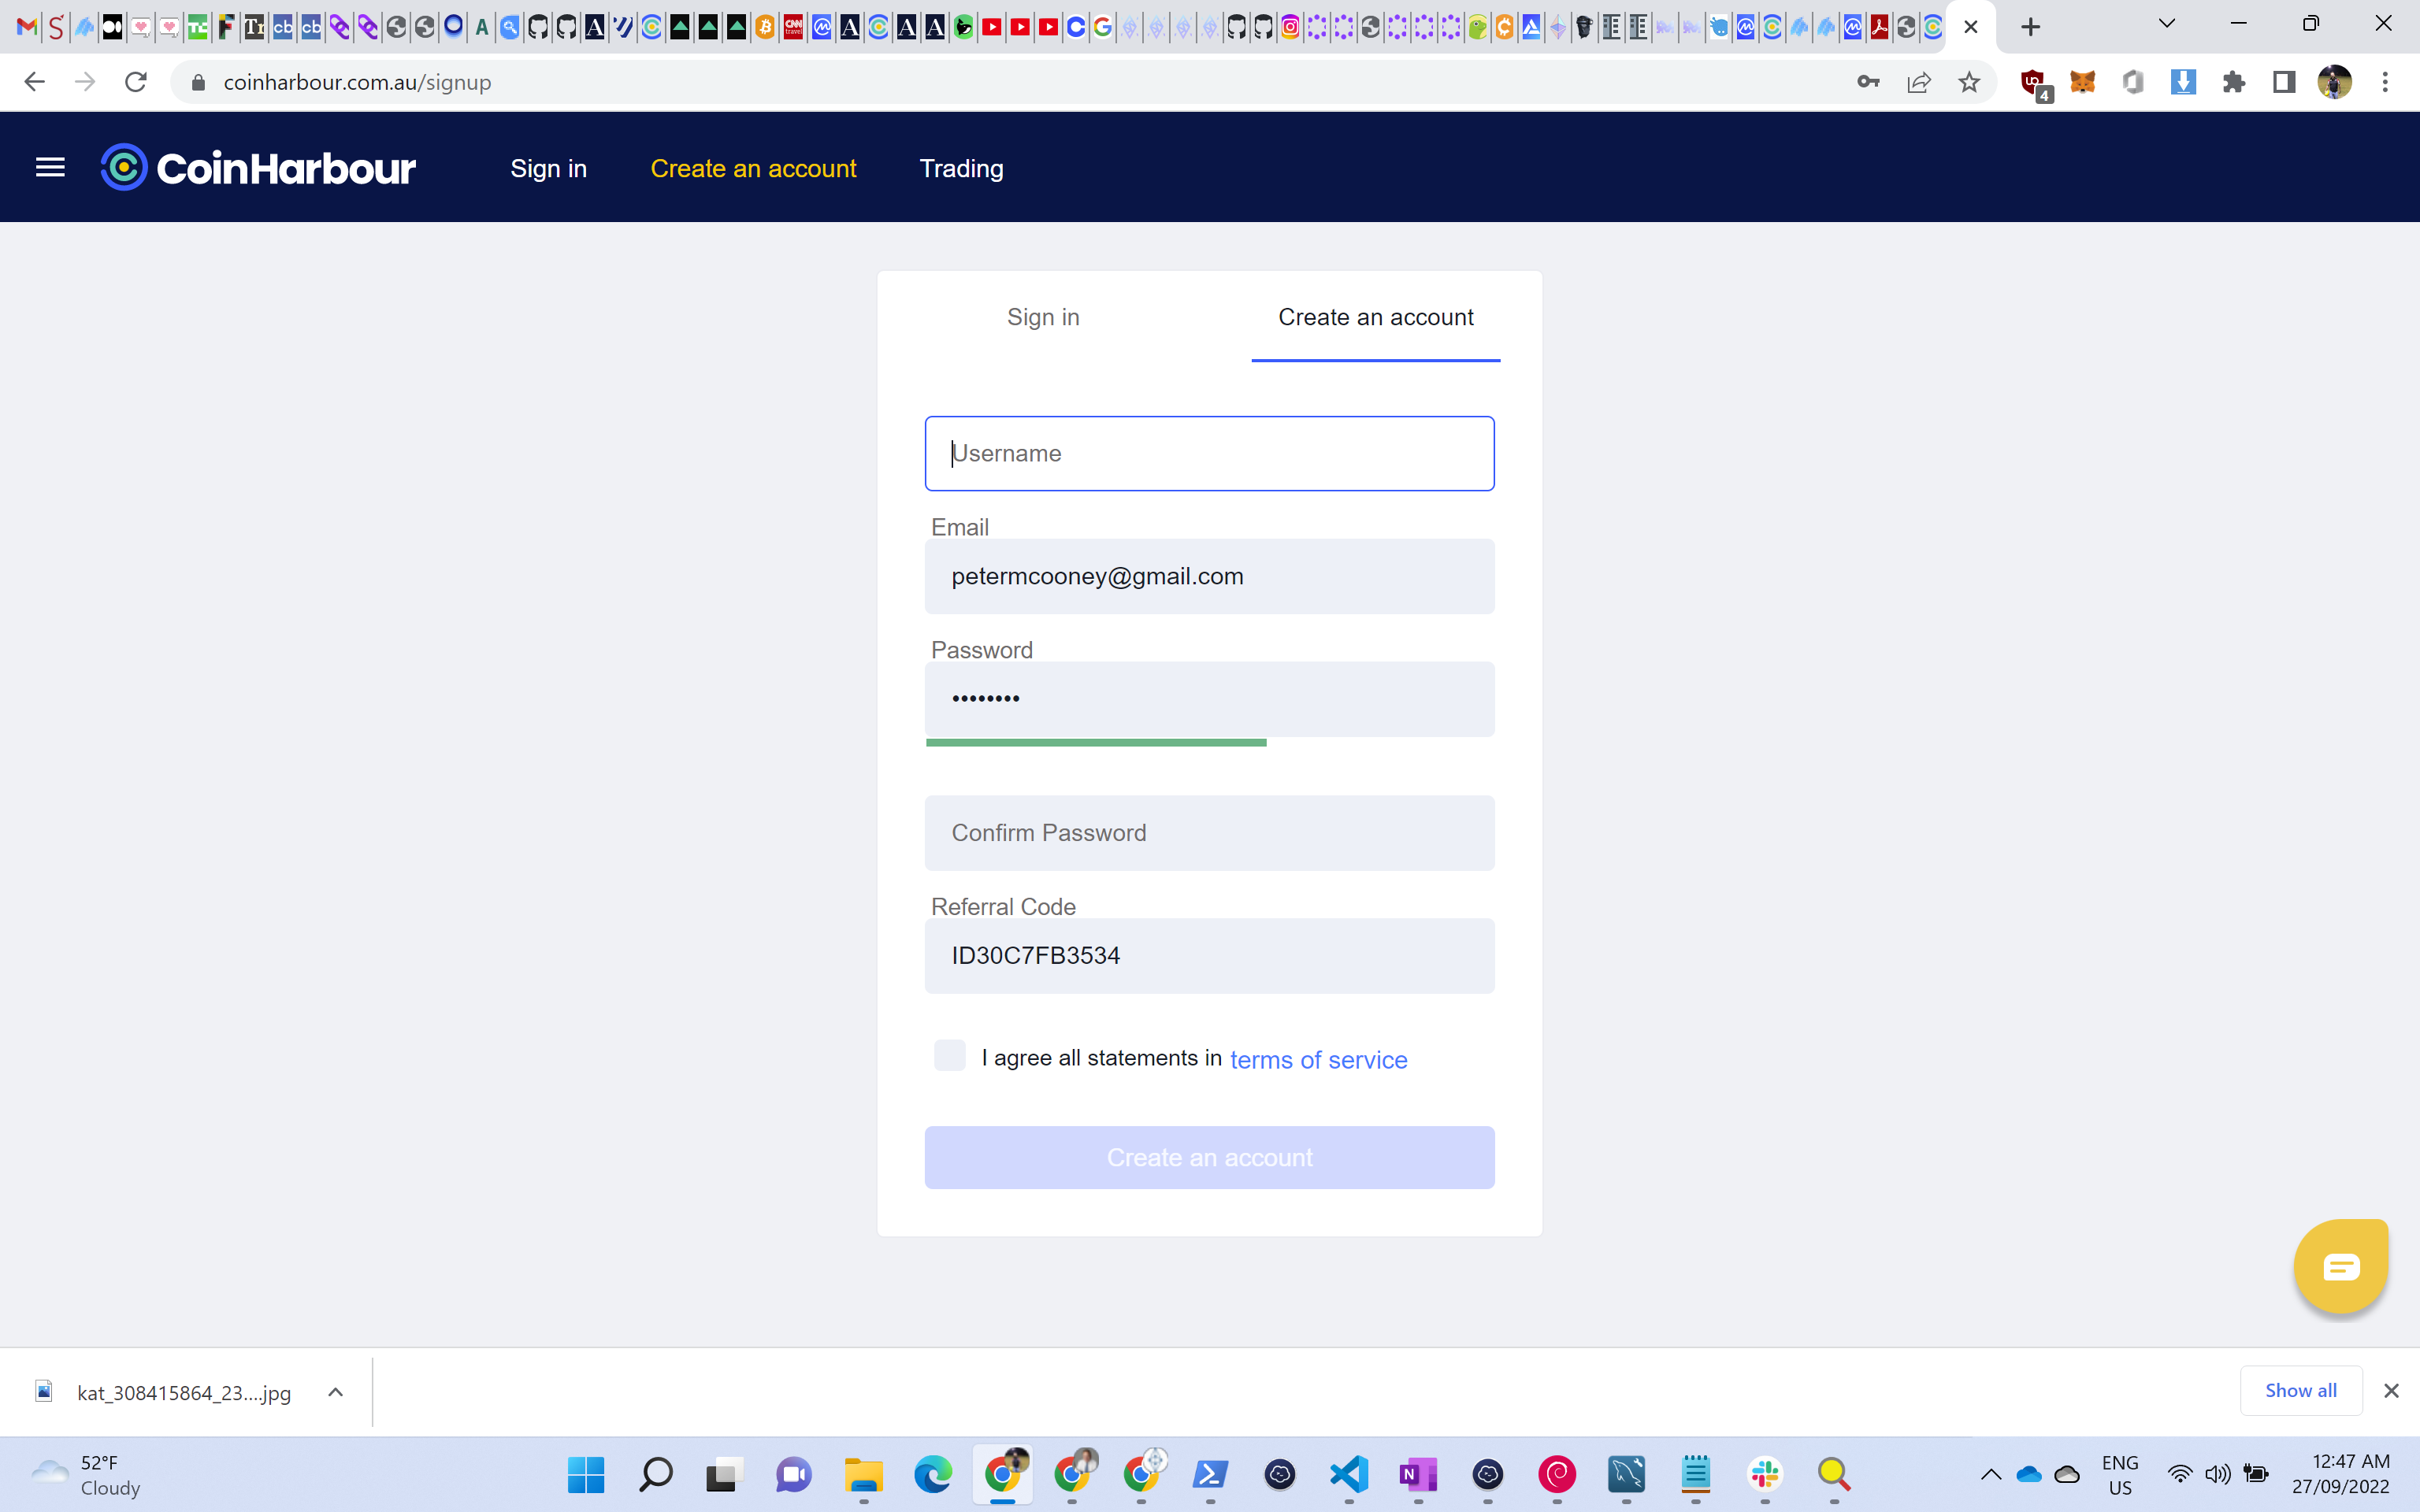 coinharbour.com.au/signup
4
CoinHarbour
Sign in
Create an account
Trading
Sign in
Create an account
Username
Email
petermcooney@gmail.com
Password
••••••••
Confirm Password
Referral Code
ID30C7FB3534
I agree all statements in terms of service
Create an account
kat_308415864_23....jpg
Show all
52°F
Cloudy
ENG
US
12:47 AM
27/09/2022